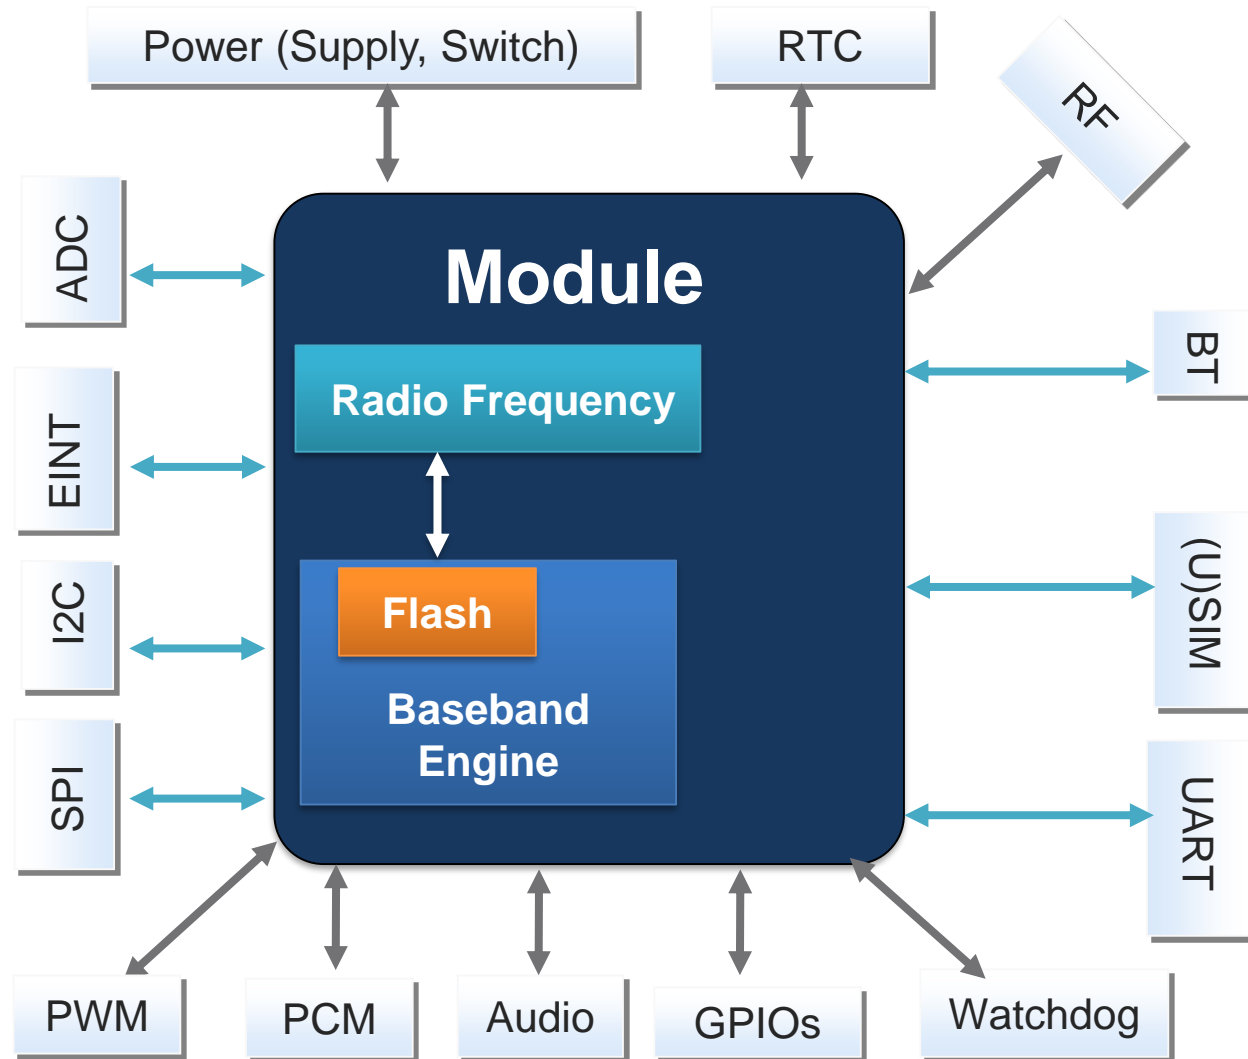 Power (Supply, Switch)
RTC
RF
ADC
Module
BT
Radio Frequency
EINT
(U)SIM
I2C
Flash
Baseband
Engine
SPI
UART
PWM
PCM
Audio
GPIOs
Watchdog